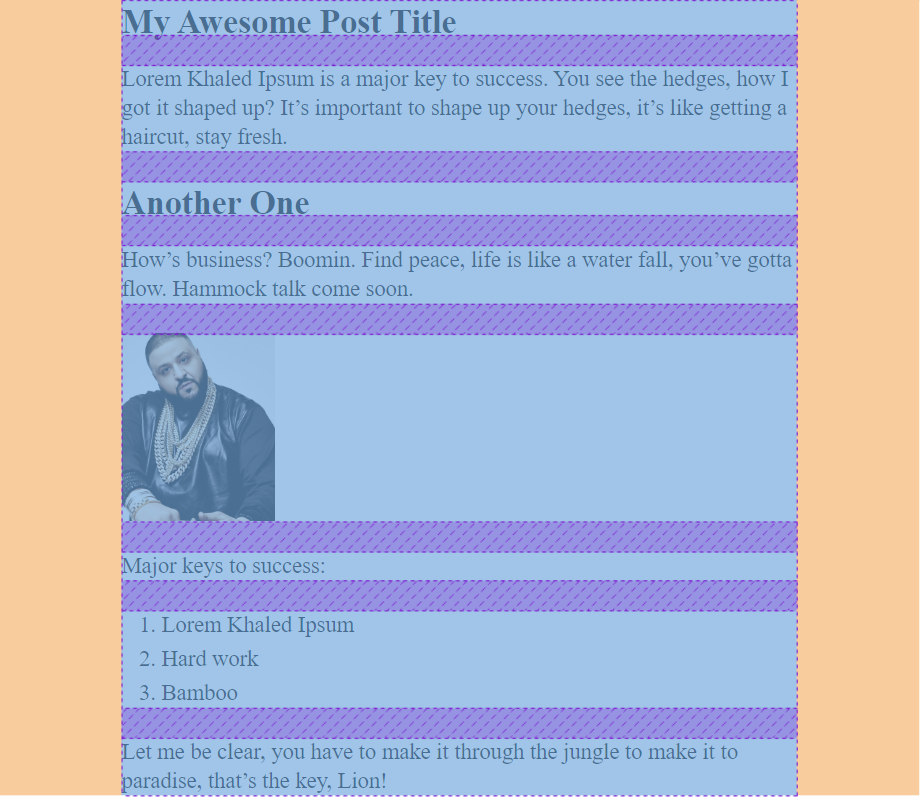 My Awesome Post Title
Lorem Khaled Ipsum is a major key to success. You see the hedges, how I
got it shaped up? It’s important to shape up your hedges, it’s like getting a
haircut, stay fresh.
Another One
How’s business? Boomin. Find peace, life is like a water fall, you’ve gotta
flow. Hammock talk come soon.
Major keys to success:
1. Lorem Khaled Ipsum
2. Hard work
3. Bamboo
Let me be clear, you have to make it through the jungle to make it to
paradise, that’s the key, Lion!